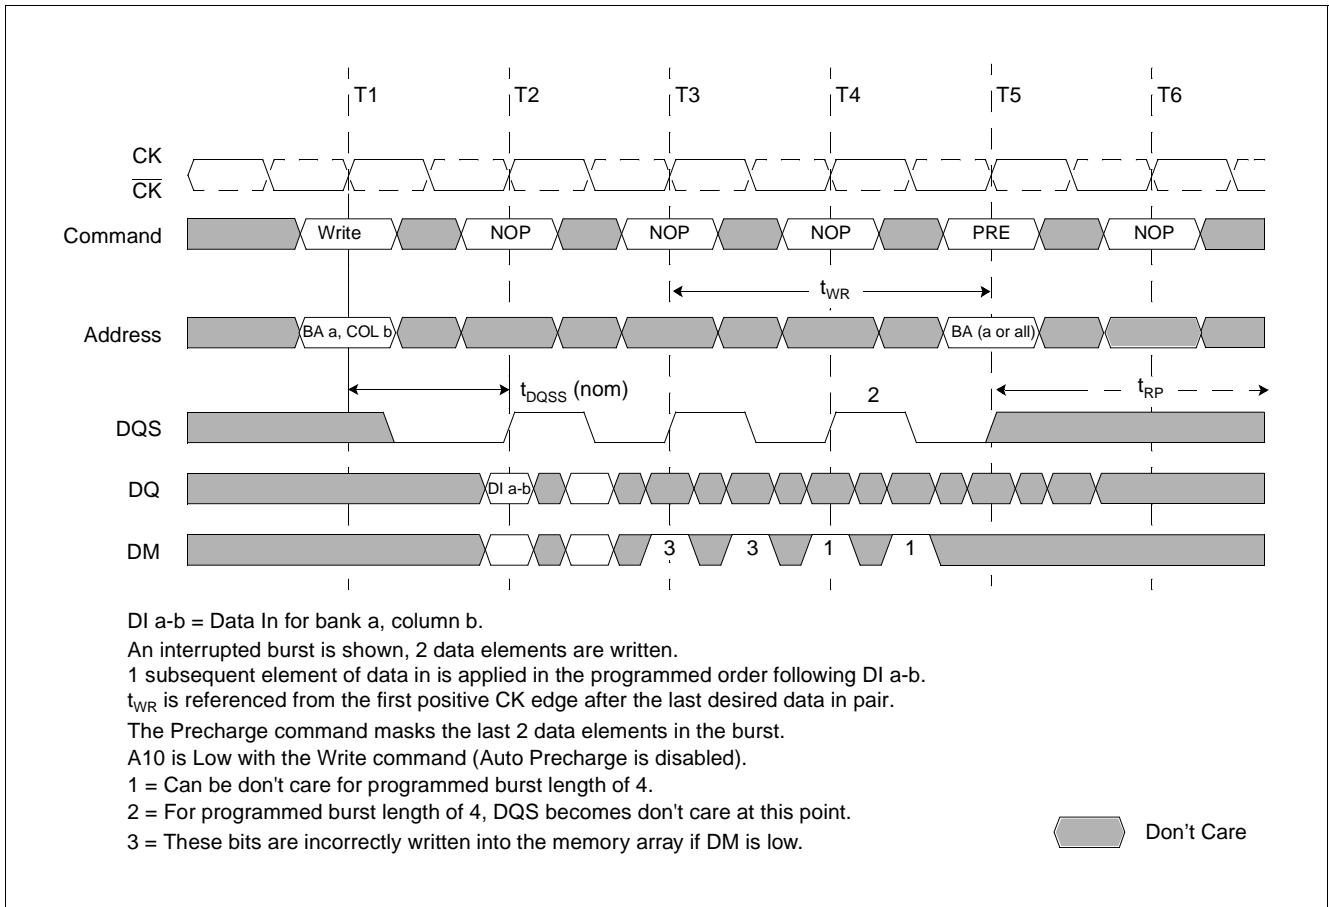 T1 T2 T3 T4 T5 T6
CK
CK
Command Write NOP NOP NOP PRE NOP
tWR
Address BA a, COL b BA (a or all)
tDQSS (nom) 2 tRP
DQS
DQ DI a-b
DM 3 3 1 1
DI a-b = Data In for bank a, column b.
An interrupted burst is shown, 2 data elements are written.
1 subsequent element of data in is applied in the programmed order following DI a-b.
tWR is referenced from the first positive CK edge after the last desired data in pair.
The Precharge command masks the last 2 data elements in the burst.
A10 is Low with the Write command (Auto Precharge is disabled).
1 = Can be don't care for programmed burst length of 4.
2 = For programmed burst length of 4, DQS becomes don't care at this point.
3 = These bits are incorrectly written into the memory array if DM is low.
Don't Care